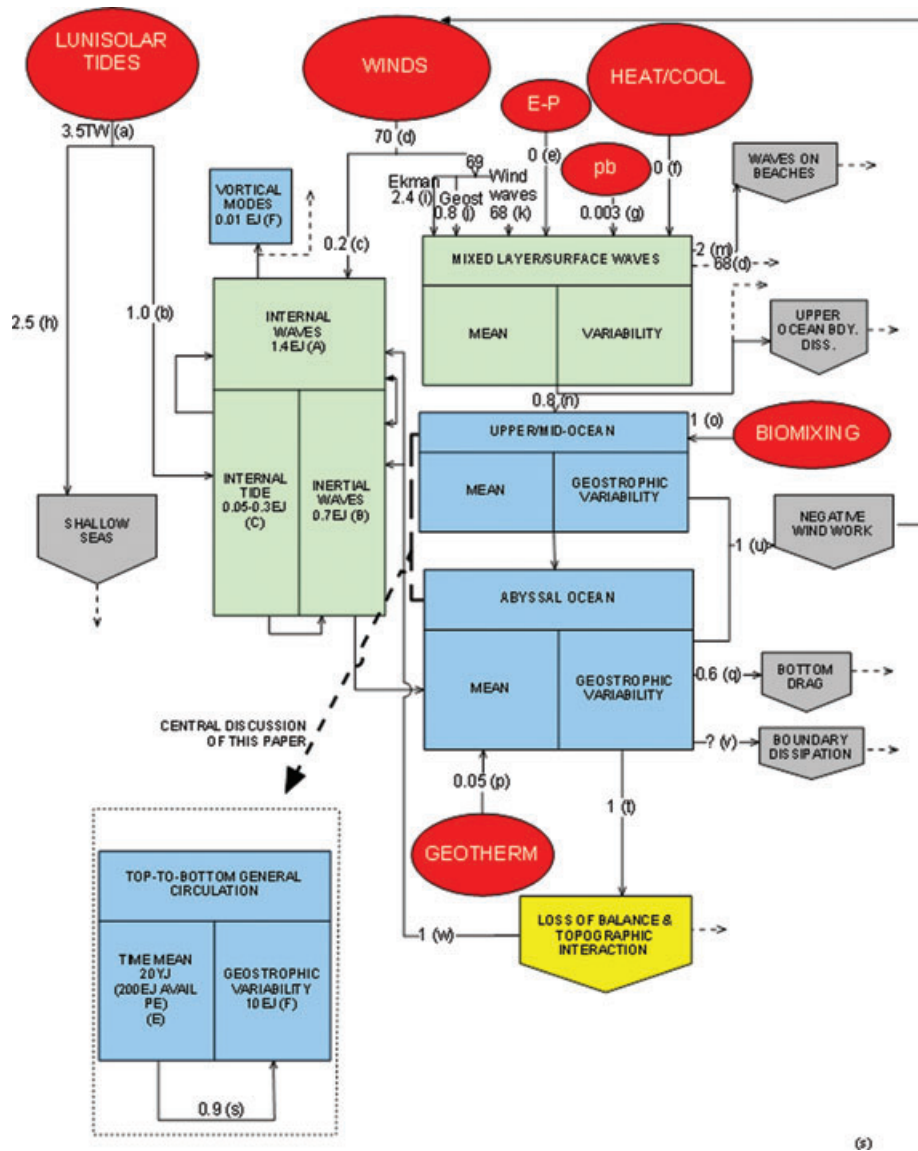 LUNISOLAR
TIDES
WINDS
HEAT/COOL
E-P
pb
3.5TW (a)
70 (d)
69
0 (e)
0 (f)
Ekman
2.4 (i)
Geost
0.8 (j)
Wind
waves
68 (k)
0.003 (g)
WAVES ON
BEACHES
VORTICAL
MODES
0.01 EJ (F)
0.2 (c)
2 (m)
68(d)
MIXED LAYER/SURFACE WAVES
MEAN
VARIABILITY
2.5 (h)
1.0 (b)
INTERNAL
WAVES
1.4EJ (A)
UPPER
OCEAN BDY.
DISS.
0.8 (n)
UPPER/MID-OCEAN
1 (o)
BIOMIXING
INTERNAL
TIDE
0.05-0.3EJ
(C)
INERTIAL
WAVES
0.7EJ (B)
MEAN
GEOSTROPHIC
VARIABILITY
SHALLOW
SEAS
NEGATIVE
WIND WORK
1 (u)
ABYSSAL OCEAN
MEAN
GEOSTROPHIC
VARIABILITY
0.6 (q)
BOTTOM
DRAG
? (v)
BOUNDARY
DISSIPATION
CENTRAL DISCUSSION
OF THIS PAPER
0.05 (p)
1 (t)
GEOTHERM
TOP-TO-BOTTOM GENERAL
CIRCULATION
1 (w)
LOSS OF BALANCE &
TOPOGRAPHIC
INTERACTION
TIME MEAN
20YJ
(200EJ AVAIL
PE)
(E)
GEOSTROPHIC
VARIABILITY
10EJ (F)
0.9 (s)
(s)